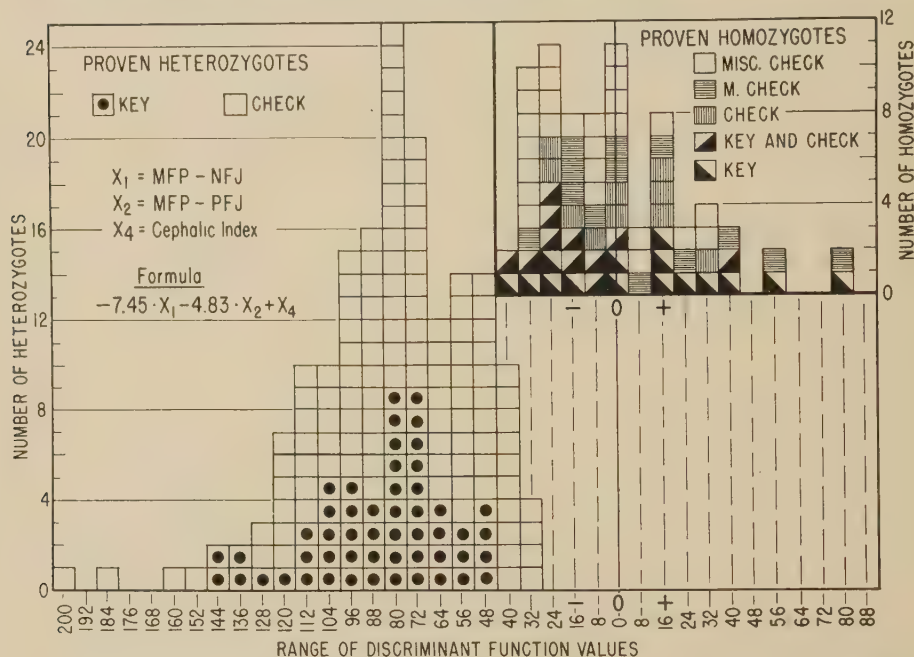 PROVEN HETEROZYGOTES
KEY CHECK
X₁ = MFP – NFJ
X₂ = MFP – PFJ
X₄ = Cephalic Index
Formula
–7.45·X₁–4.83·X₂+X₄
NUMBER OF HETEROZYGOTES
24
20
16
12
8
4
0
PROVEN HOMOZYGOTES
MISC. CHECK
M. CHECK
CHECK
KEY AND CHECK
KEY
NUMBER OF HOMOZYGOTES
12
8
4
0
– 0 +
– 0 +
200 192 184 176 168 160 152 144 136 128 120 112 104 96 88 80 72 64 56 48 40 32 24 16 8 0 8 16 24 32 40 48 56 64 72 80 88
RANGE OF DISCRIMINANT FUNCTION VALUES